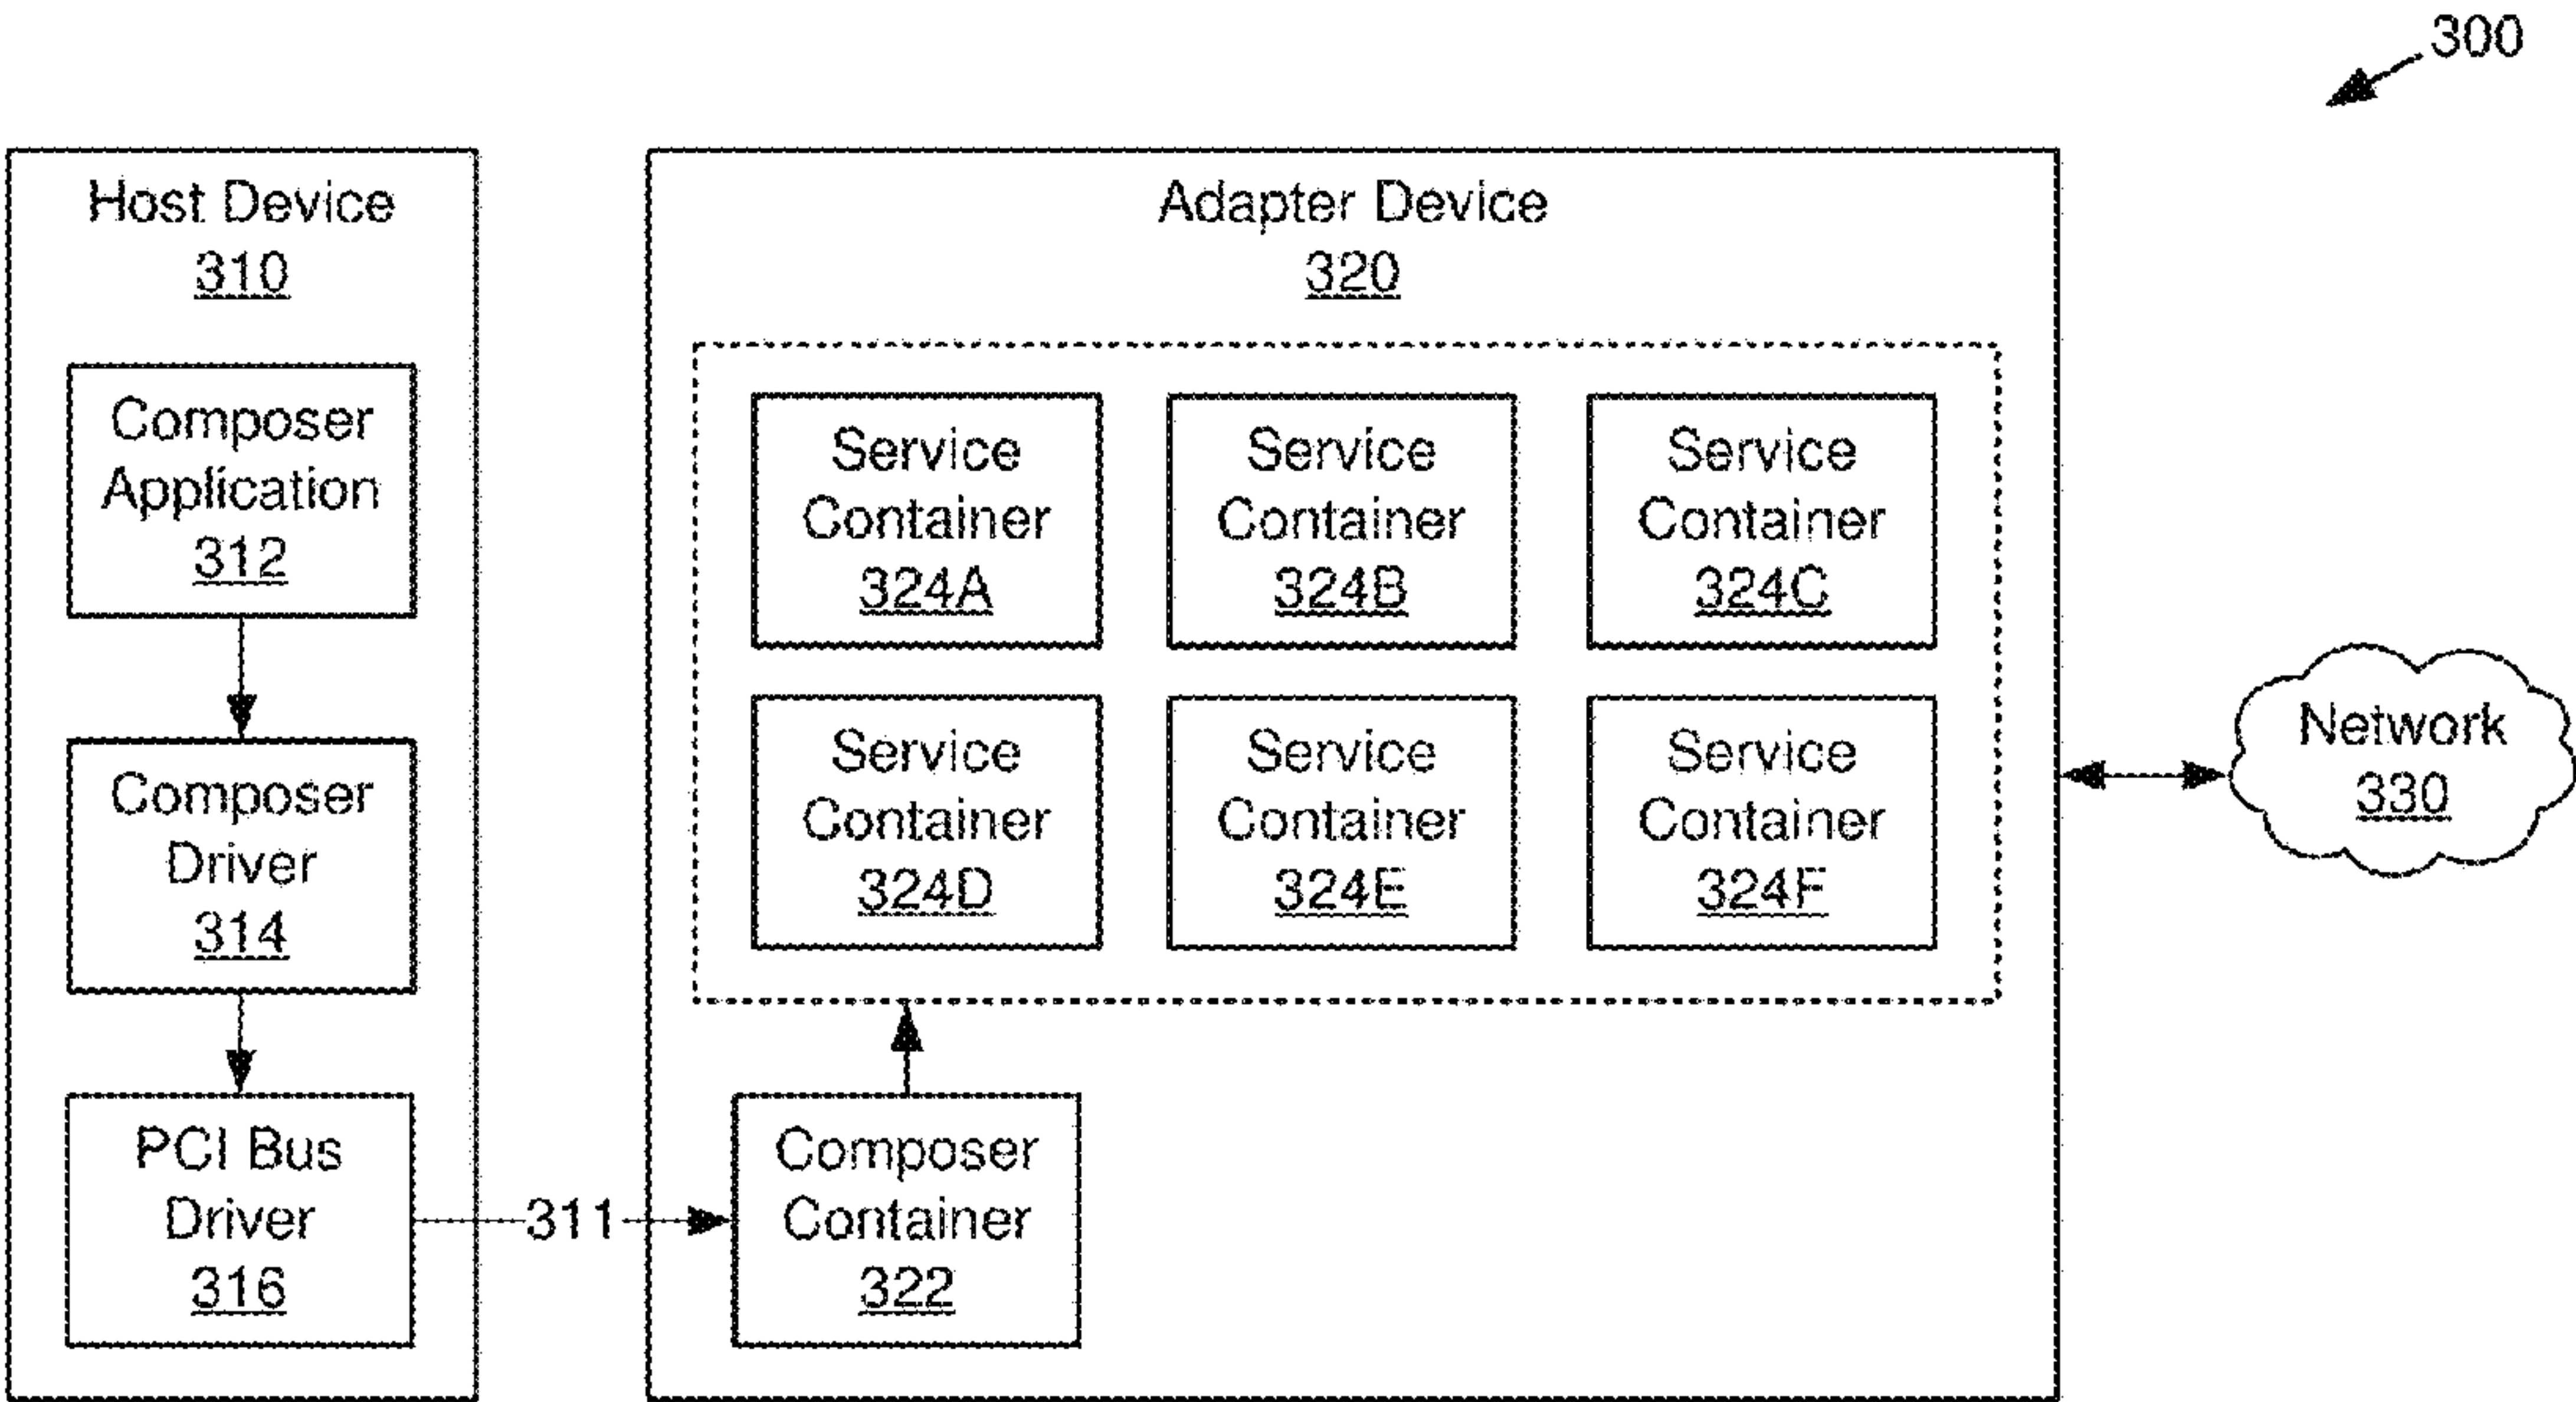 300
Host Device
310
Composer
Application
312
Composer
Driver
314
PCI Bus
Driver
316
311
Adapter Device
320
Service
Container
324A
Service
Container
324B
Service
Container
324C
Service
Container
324D
Service
Container
324E
Service
Container
324F
Composer
Container
322
Network
330